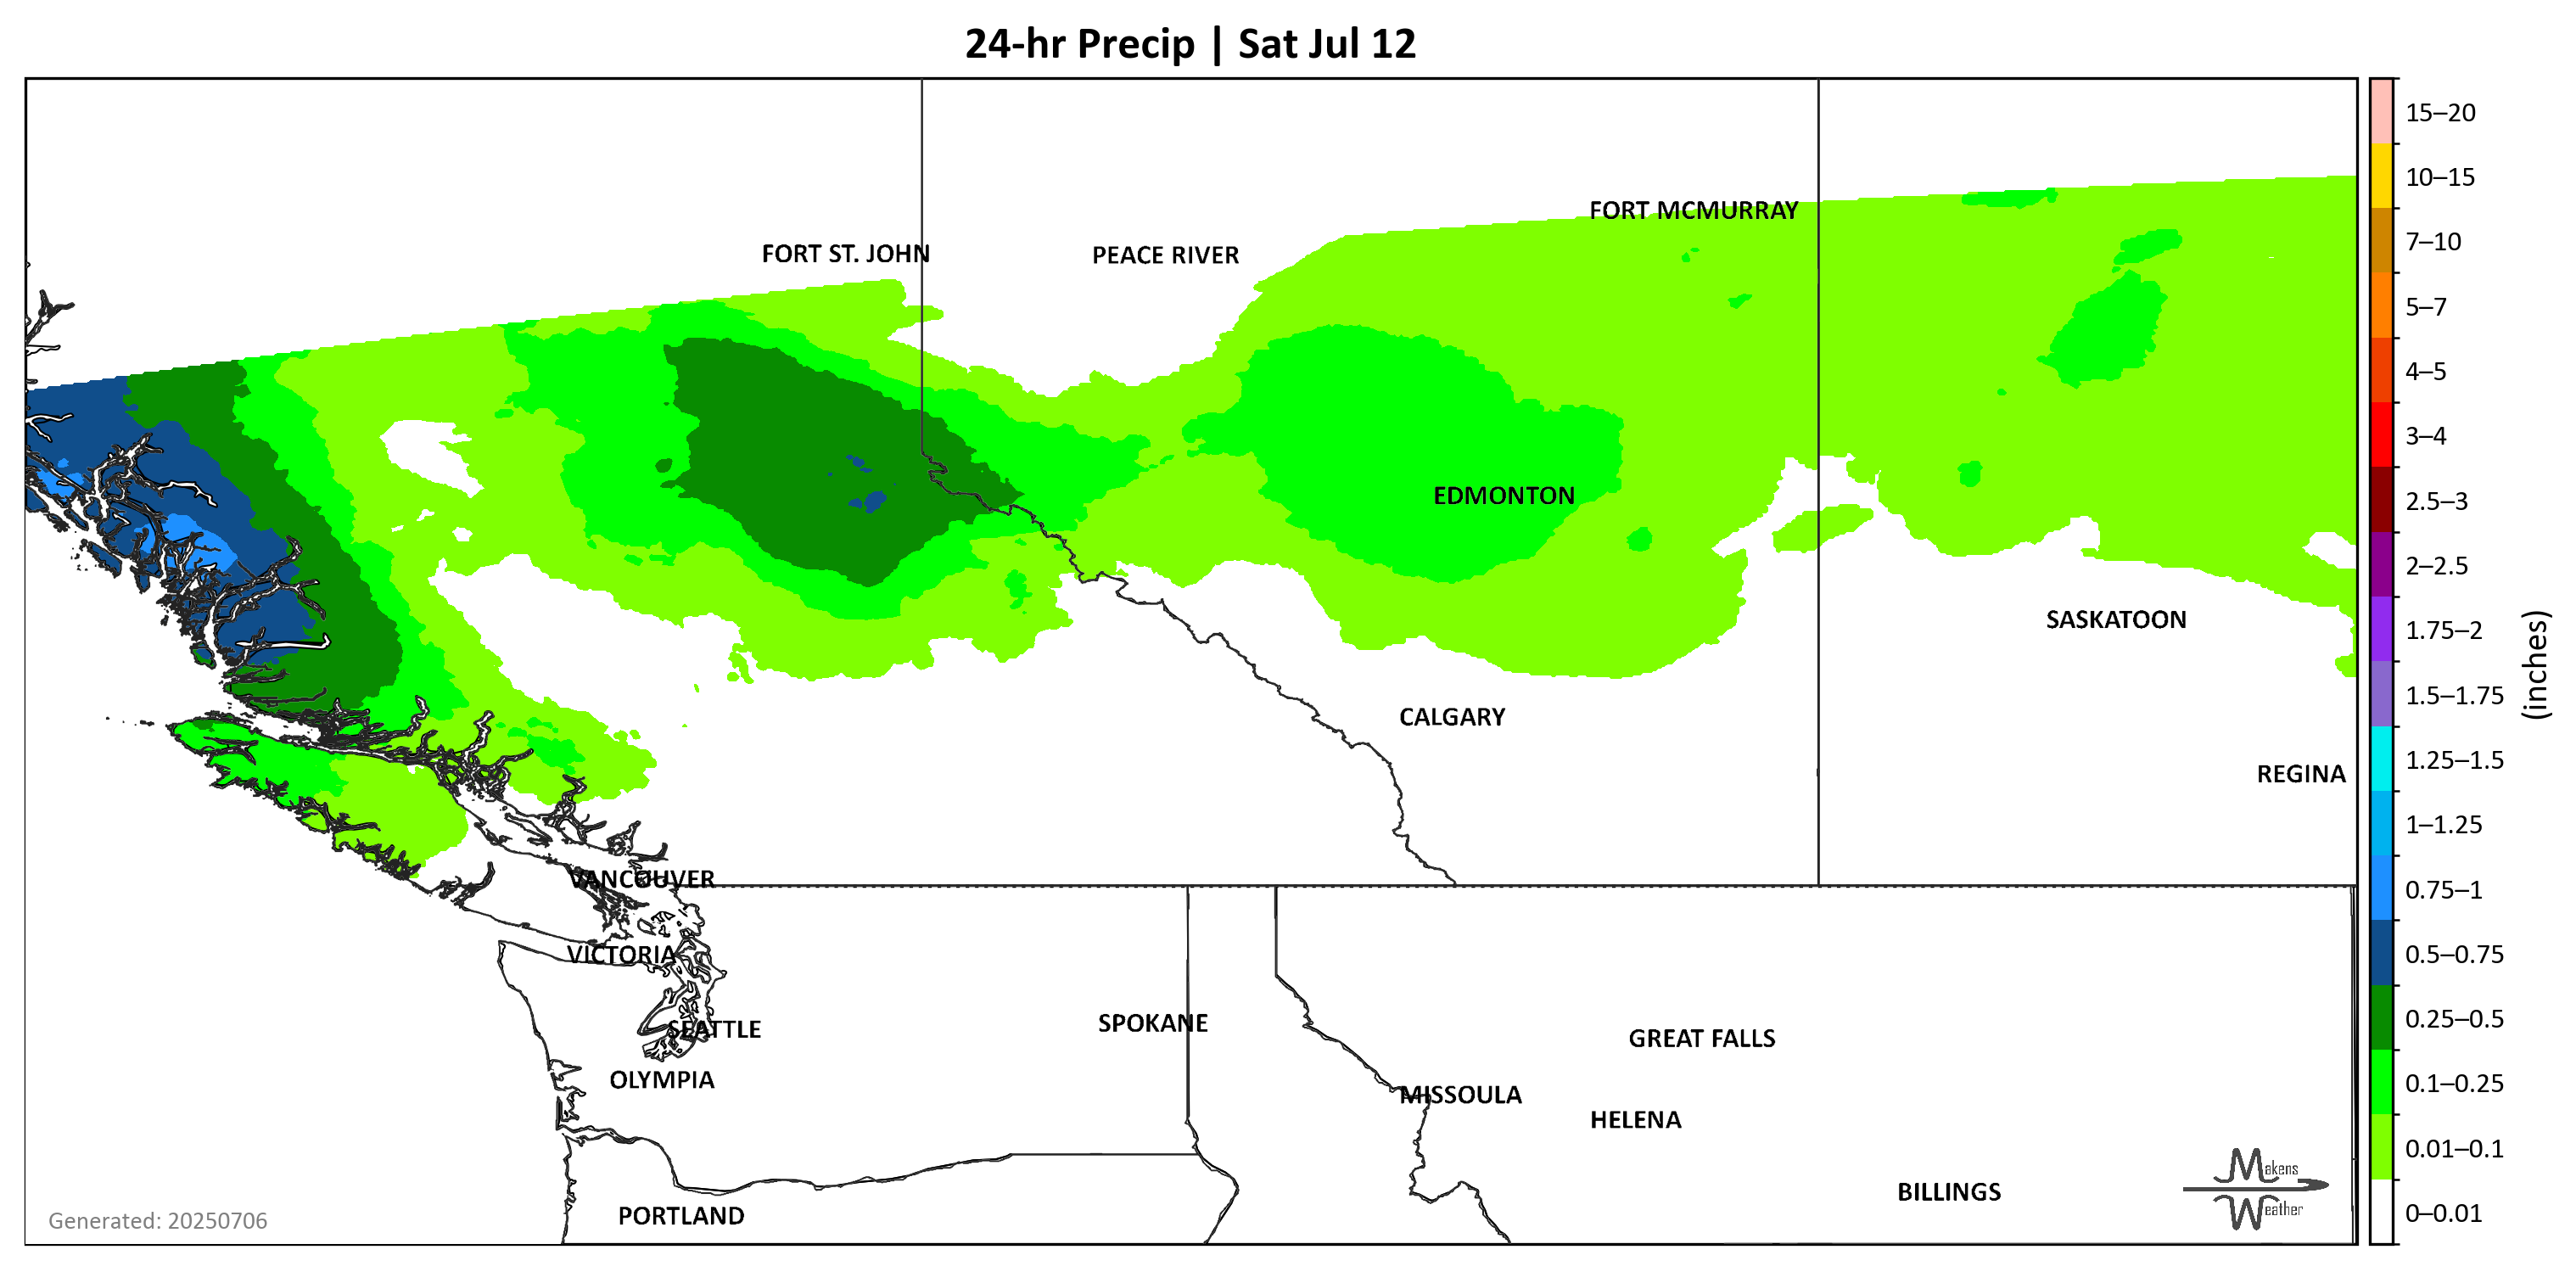 24-hr Precip | Sat Jul 12
15–20
10–15
7–10
5–7
4–5
3–4
2.5–3
2–2.5
1.75–2
1.5–1.75
1.25–1.5
1–1.25
0.75–1
0.5–0.75
0.25–0.5
0.1–0.25
0.01–0.1
0–0.01
(inches)
FORT MCMURRAY
FORT ST. JOHN
PEACE RIVER
EDMONTON
SASKATOON
CALGARY
REGINA
VANCOUVER
VICTORIA
SEATTLE
SPOKANE
GREAT FALLS
OLYMPIA
MISSOULA
HELENA
BILLINGS
PORTLAND
Makens
Weather
Generated: 20250706